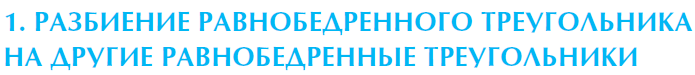 1. РАЗБИЕНИЕ РАВНОБЕДРЕННОГО ТРЕУГОЛЬНИКА
НА ДРУГИЕ РАВНОБЕДРЕННЫЕ ТРЕУГОЛЬНИКИ